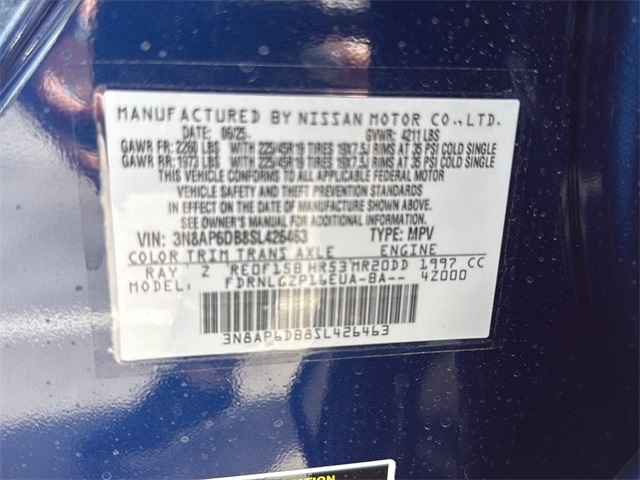 MANUFACTURED BY NISSAN MOTOR CO.,LTD.
DATE: 06/25 GVWR: 4211 LBS
GAWR FR: 2260 LBS WITH 225/45R19 TIRES 19X7.5J RIMS AT 35 PSI COLD SINGLE
GAWR RR: 1973 LBS WITH 225/45R19 TIRES 19X7.5J RIMS AT 35 PSI COLD SINGLE
THIS VEHICLE CONFORMS TO ALL APPLICABLE FEDERAL MOTOR
VEHICLE SAFETY AND THEFT PREVENTION STANDARDS
IN EFFECT ON THE DATE OF MANUFACTURE SHOWN ABOVE.
SEE OWNER'S MANUAL FOR ADDITIONAL INFORMATION.
VIN: 3N8AP6DB8SL426463 TYPE: MPV
COLOR TRIM TRANS AXLE ENGINE
RAY Z RE0F15B HR53 MR20DD 1997 CC
MODEL: FDRNLGZP16EUA-BA-- 4Z000
3N8AP6DB8SL426463